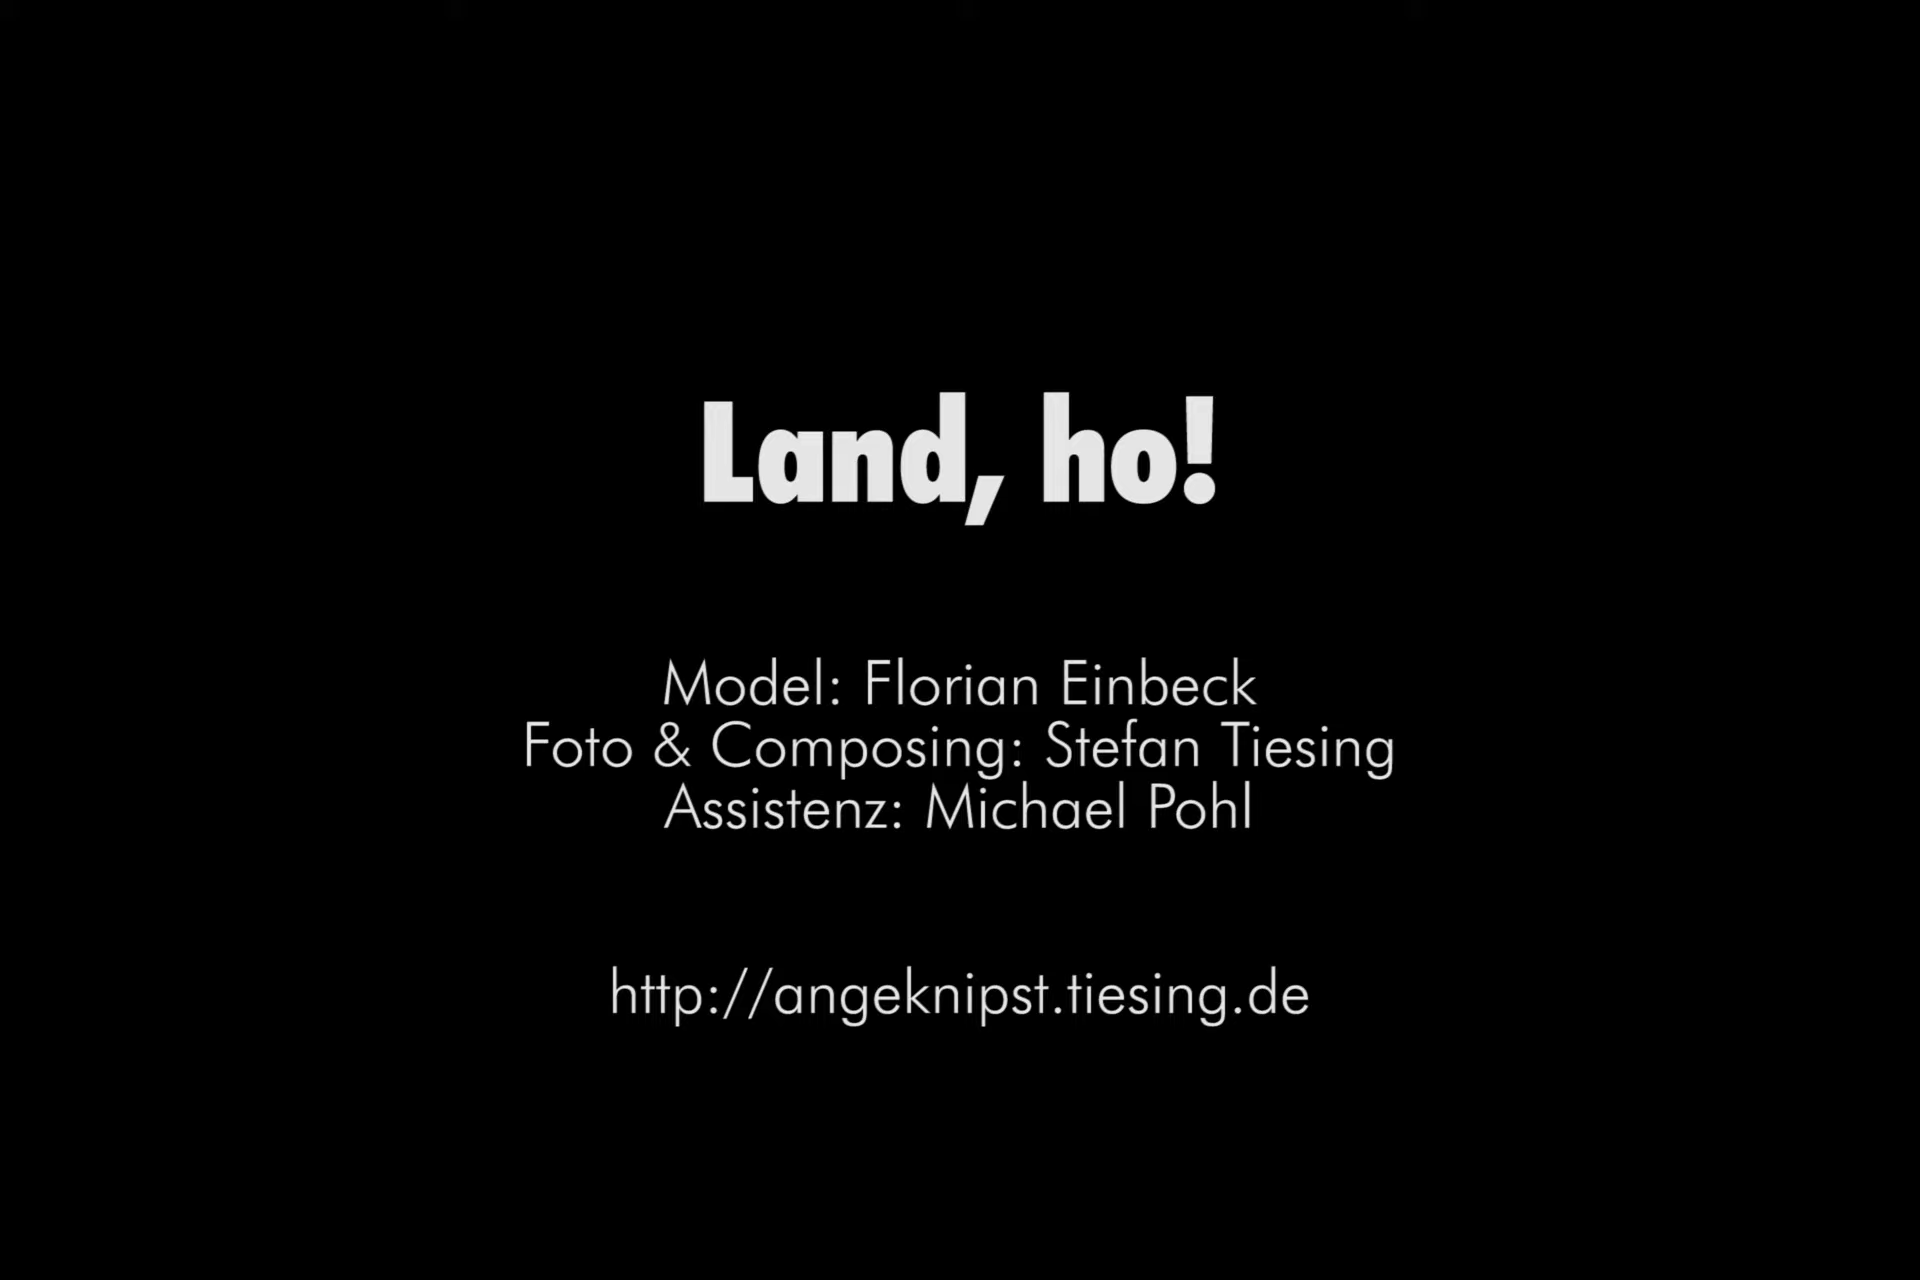 Land, ho!
Model: Florian Einbeck
Foto & Composing: Stefan Tiesing
Assistenz: Michael Pohl
http://angeknipst.tiesing.de